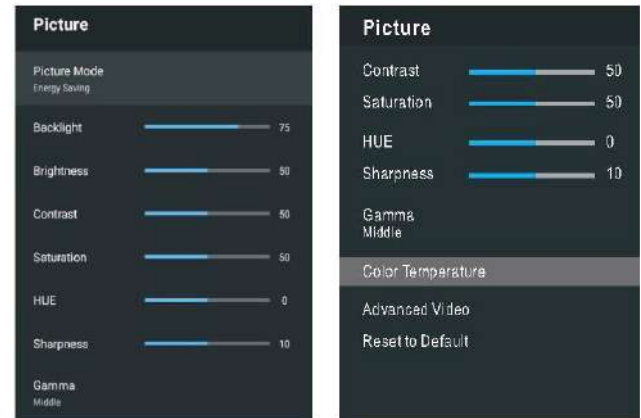 Picture
Picture Mode
Energy Saving
Backlight 75
Brightness 50
Contrast 50
Saturation 50
HUE 0
Sharpness 10
Gamma
Middle
Picture
Contrast 50
Saturation 50
HUE 0
Sharpness 10
Gamma
Middle
Color Temperature
Advanced Video
Reset to Default